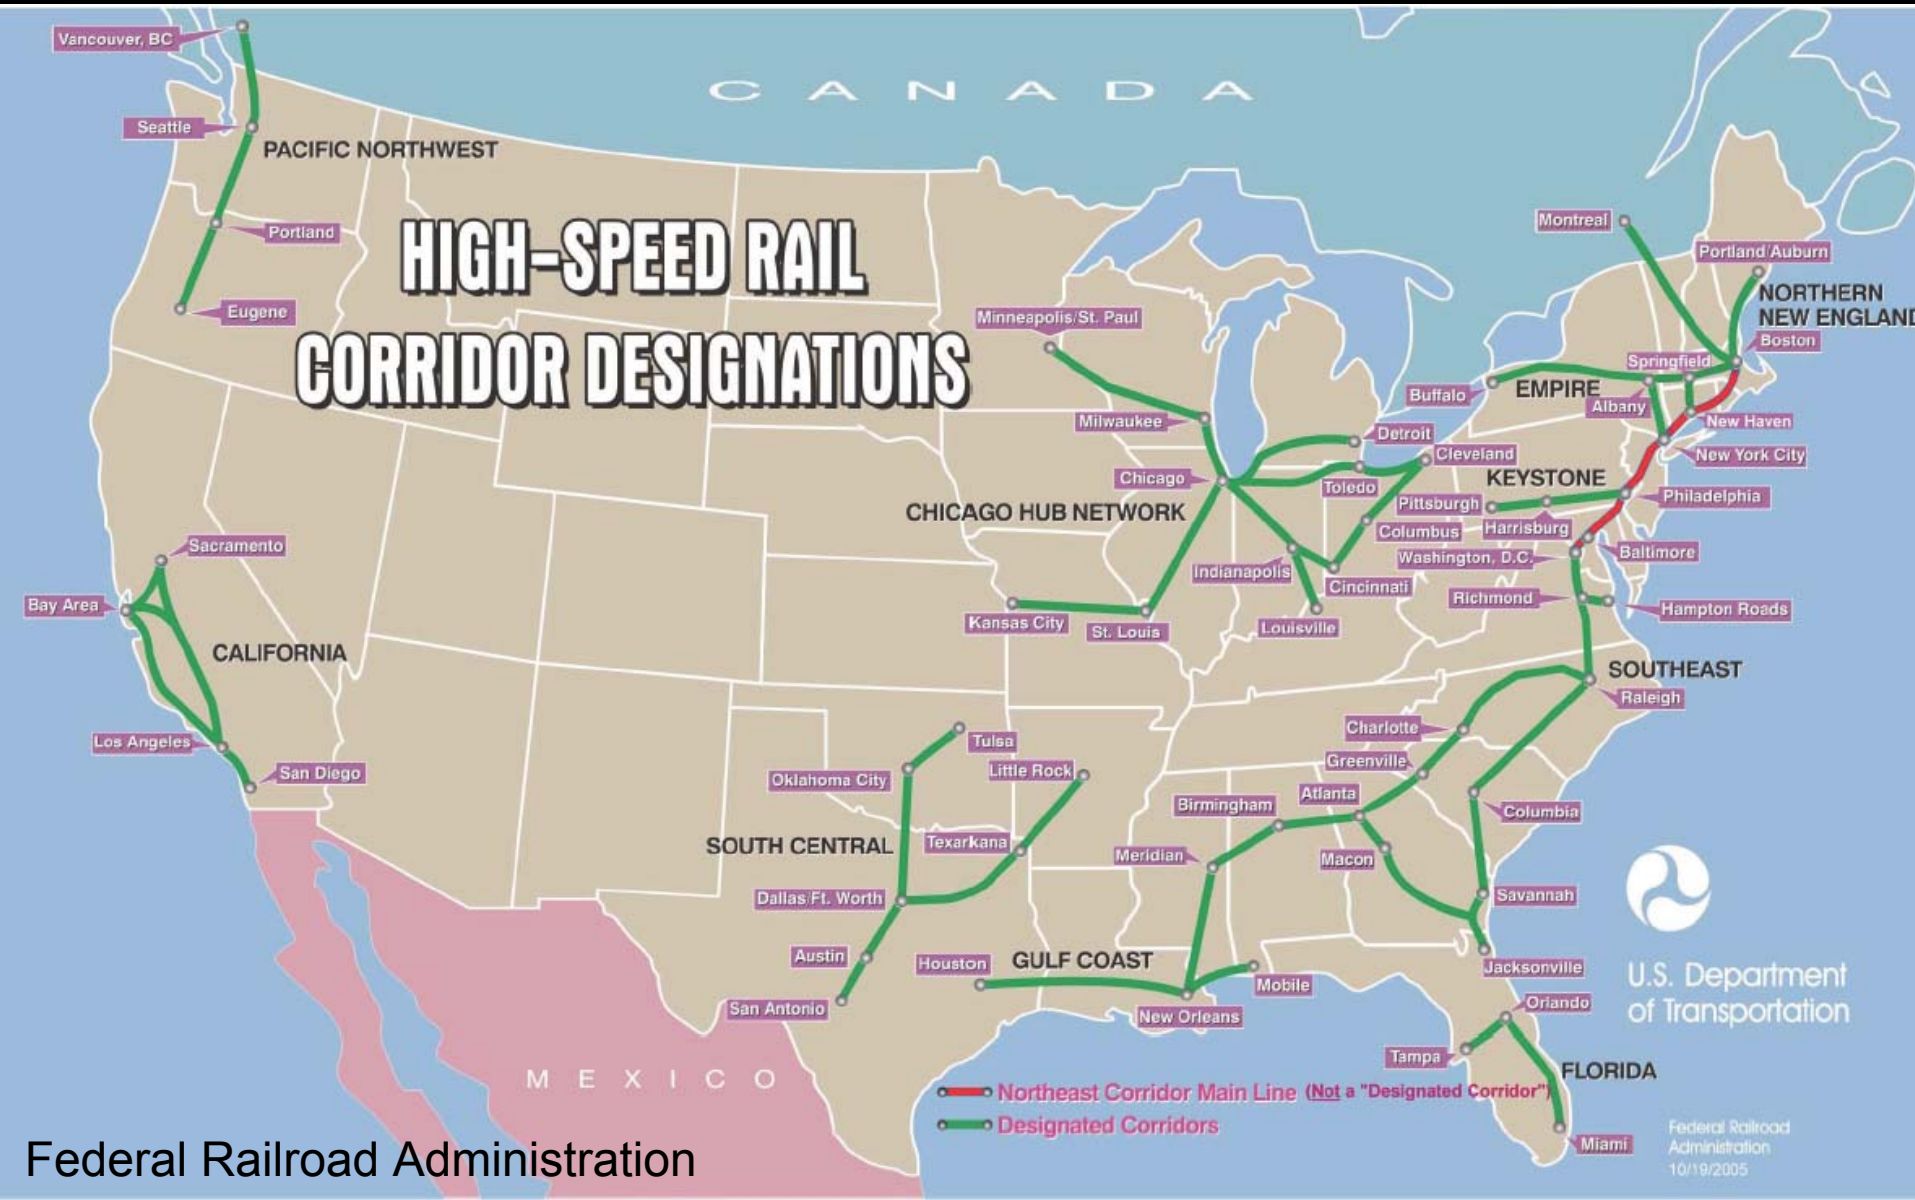 Vancouver, BC
CANADA
Seattle
PACIFIC NORTHWEST
Portland
Eugene
HIGH-SPEED RAIL
CORRIDOR DESIGNATIONS
Montreal
Portland/Auburn
NORTHERN
NEW ENGLAND
Boston
Springfield
Buffalo
EMPIRE
Albany
New Haven
New York City
Minneapolis/St. Paul
Milwaukee
Detroit
Cleveland
Chicago
Toledo
KEYSTONE
Pittsburgh
Harrisburg
Philadelphia
CHICAGO HUB NETWORK
Columbus
Washington, D.C.
Baltimore
Indianapolis
Cincinnati
Richmond
Hampton Roads
Kansas City
St. Louis
Louisville
Sacramento
Bay Area
CALIFORNIA
Los Angeles
San Diego
SOUTHEAST
Raleigh
Charlotte
Greenville
Tulsa
Oklahoma City
Little Rock
Birmingham
Atlanta
Columbia
SOUTH CENTRAL
Texarkana
Meridian
Macon
Dallas/Ft. Worth
Savannah
Austin
Houston
GULF COAST
Jacksonville
San Antonio
New Orleans
Mobile
Orlando
Tampa
FLORIDA
Miami
U.S. Department
of Transportation
MEXICO
Northeast Corridor Main Line (Not a "Designated Corridor")
Designated Corridors
Federal Railroad
Administration
10/19/2005
Federal Railroad Administration